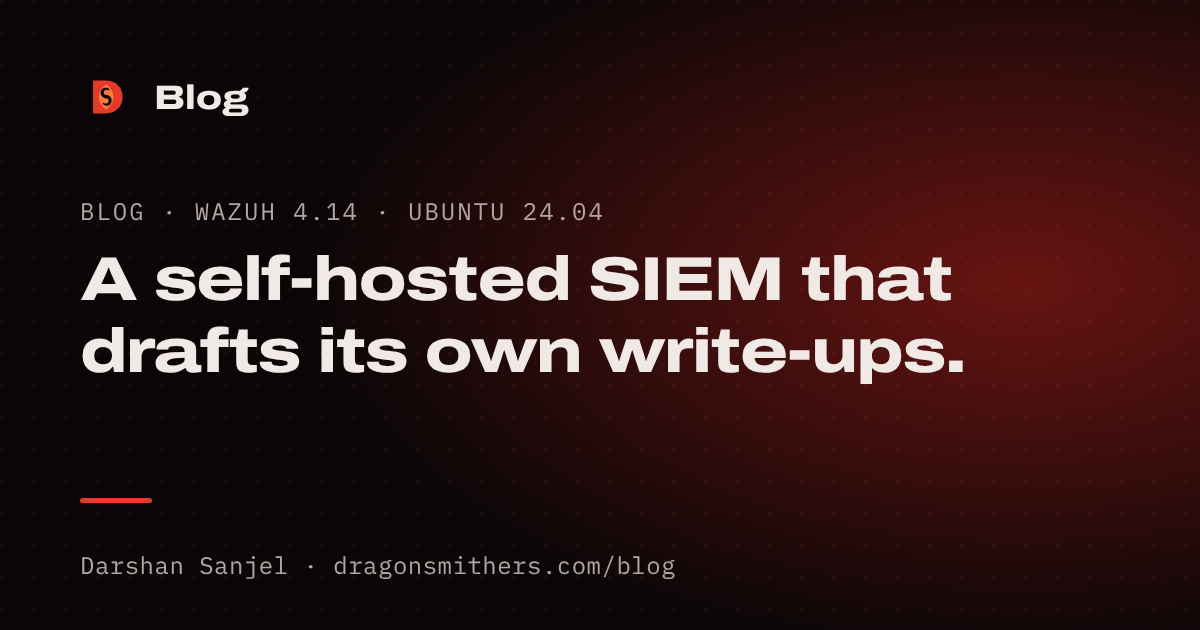 DS Blog
BLOG · WAZUH 4.14 · UBUNTU 24.04
A self-hosted SIEM that
drafts its own write-ups.
Darshan Sanjel · dragonsmithers.com/blog